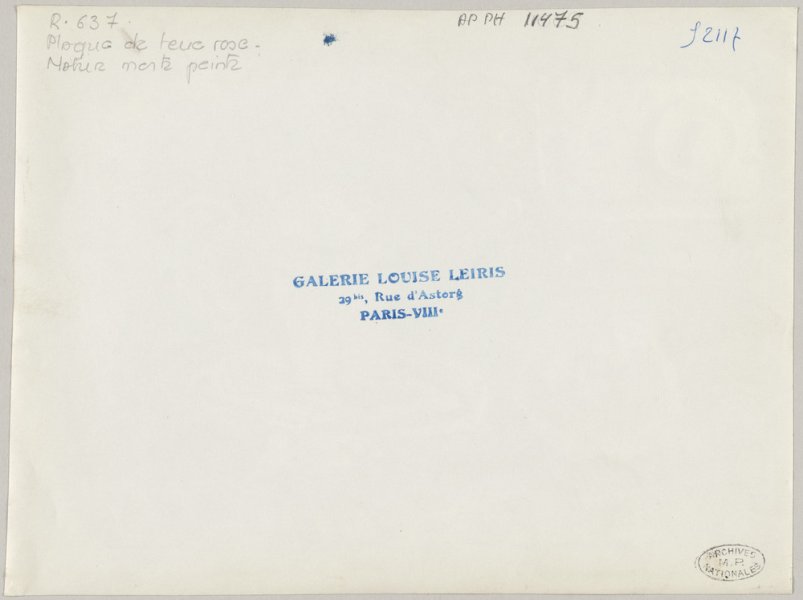 R. 637.
Plaque de terre rose.
Nature morte peinte
AP PH 11475
S 2117
GALERIE LOUISE LEIRIS
29 bis, Rue d'Astorg
PARIS-VIIIe
ARCHIVES
M. P.
NATIONALES